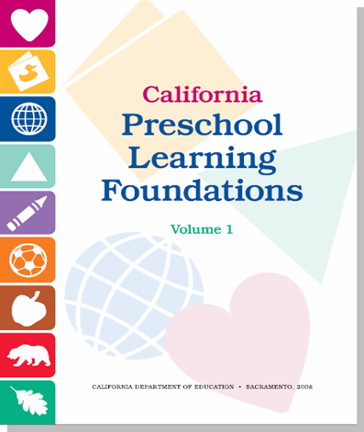 California
Preschool
Learning
Foundations
Volume 1
CALIFORNIA DEPARTMENT OF EDUCATION • SACRAMENTO, 2008